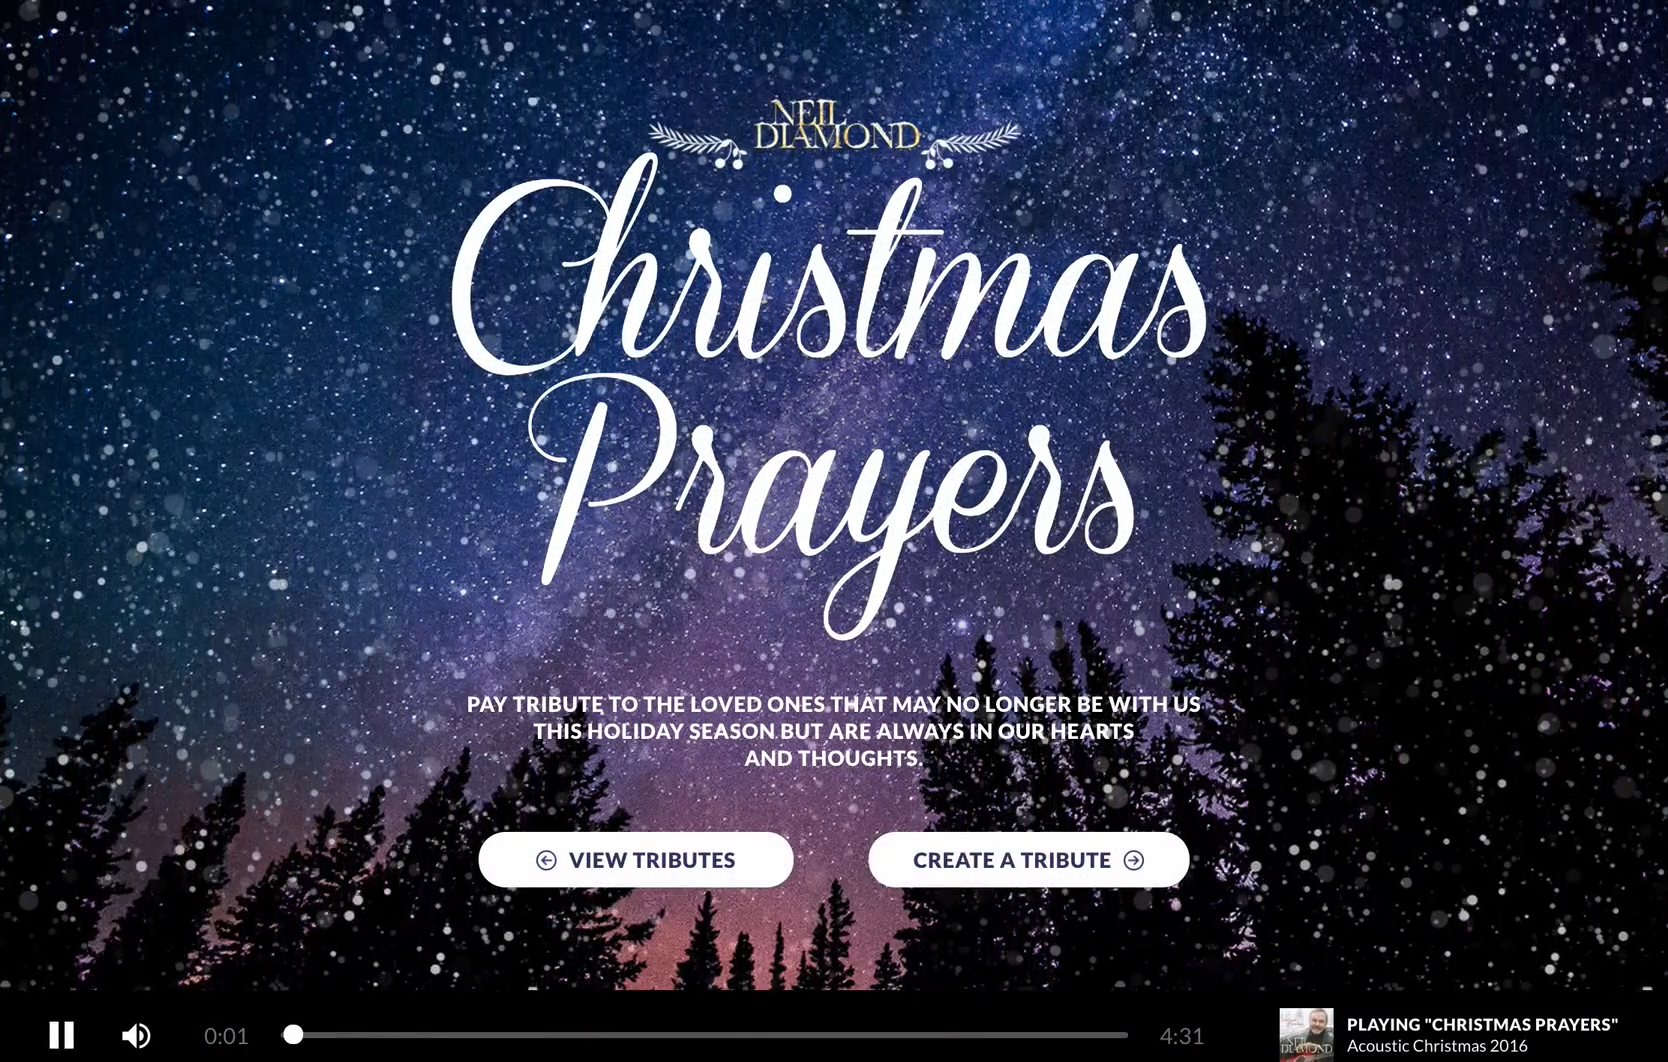 NEIL
DIAMOND
Christmas
Prayers
PAY TRIBUTE TO THE LOVED ONES THAT MAY NO LONGER BE WITH US
THIS HOLIDAY SEASON BUT ARE ALWAYS IN OUR HEARTS
AND THOUGHTS.
VIEW TRIBUTES
CREATE A TRIBUTE
0:01
4:31
NEIL
DIAMOND
PLAYING "CHRISTMAS PRAYERS"
Acoustic Christmas 2016